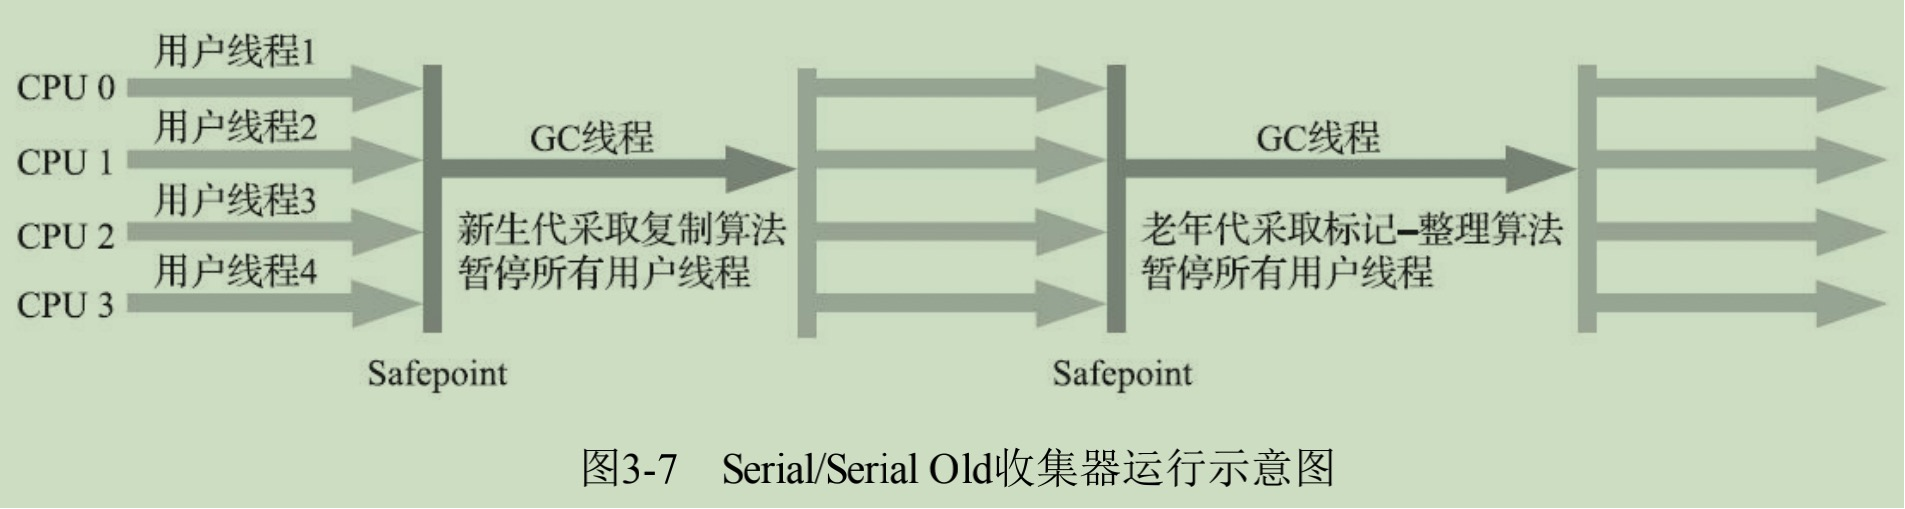 用户线程1
CPU 0
用户线程2
CPU 1
用户线程3
CPU 2
用户线程4
CPU 3
GC线程
新生代采取复制算法
暂停所有用户线程
Safepoint
GC线程
老年代采取标记–整理算法
暂停所有用户线程
Safepoint
图3-7 Serial/Serial Old收集器运行示意图